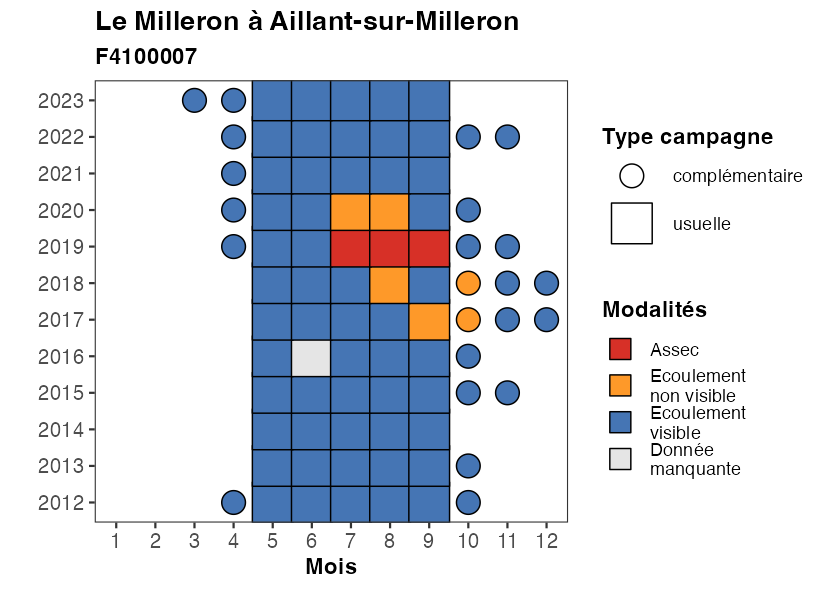 Le Milleron à Aillant-sur-Milleron
F4100007
2023
2022
2021
2020
2019
2018
2017
2016
2015
2014
2013
2012
1 2 3 4 5 6 7 8 9 10 11 12
Mois
Type campagne
complémentaire
usuelle
Modalités
Assec
Ecoulement
non visible
Ecoulement
visible
Donnée
manquante